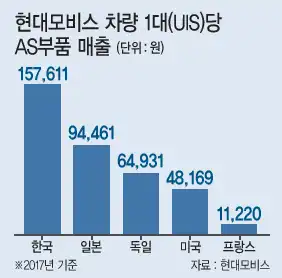 현대모비스 차량 1대(UIS)당
AS부품 매출 (단위:원)
157,611
94,461
64,931
48,169
11,220
한국 일본 독일 미국 프랑스
※2017년 기준 자료:현대모비스